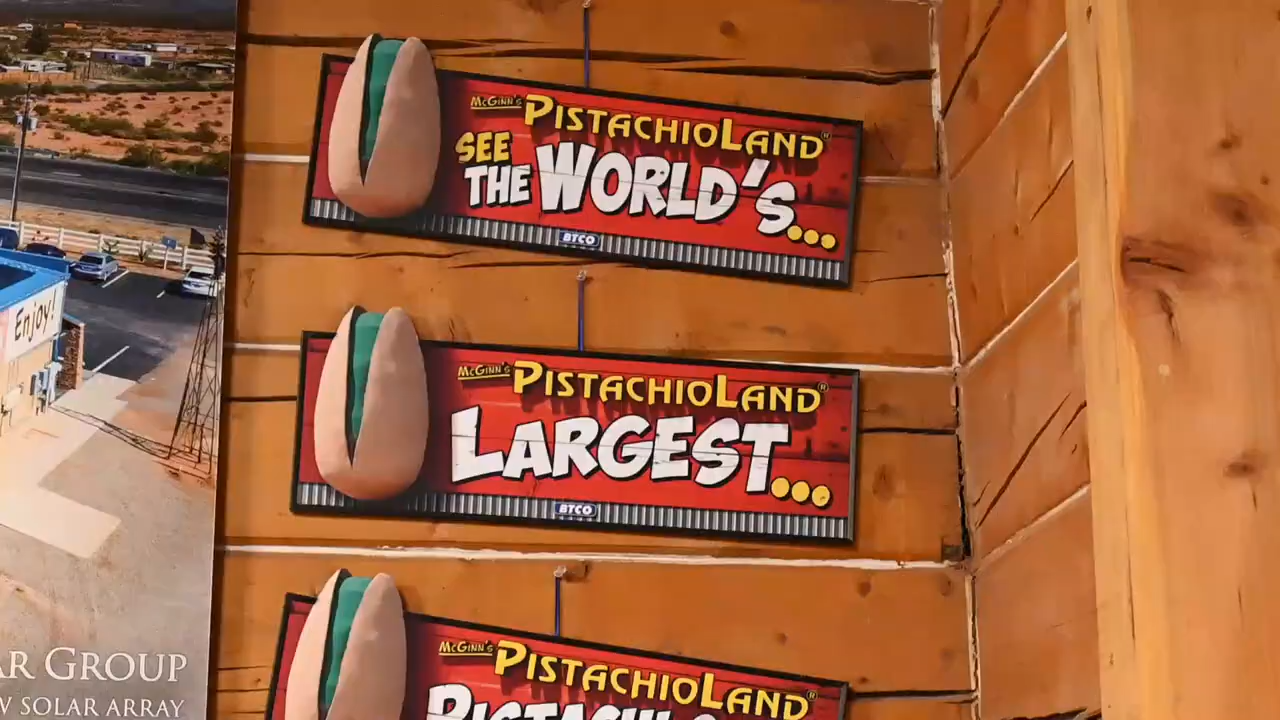 McGinn's PistachioLand®
SEE
THE WORLD'S...
BTCO
McGinn's PistachioLand®
LARGEST...
BTCO
McGinn's PistachioLand®
Enjoy!
AR GROUP
W SOLAR ARRAY